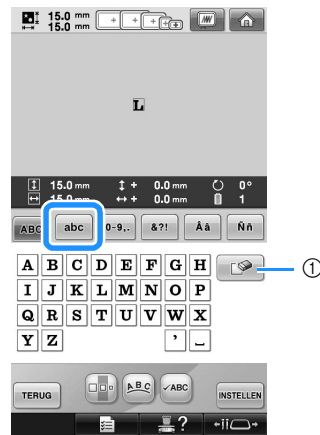 15.0 mm
15.0 mm
L
15.0 mm + 0.0 mm 0°
15.0 mm + 0.0 mm 1
ABC abc 0-9,. &?! Ââ Ññ
A B C D E F G H
I J K L M N O P
Q R S T U V W X
Y Z ' _
①
TERUG ABC ABC INSTELLEN
?